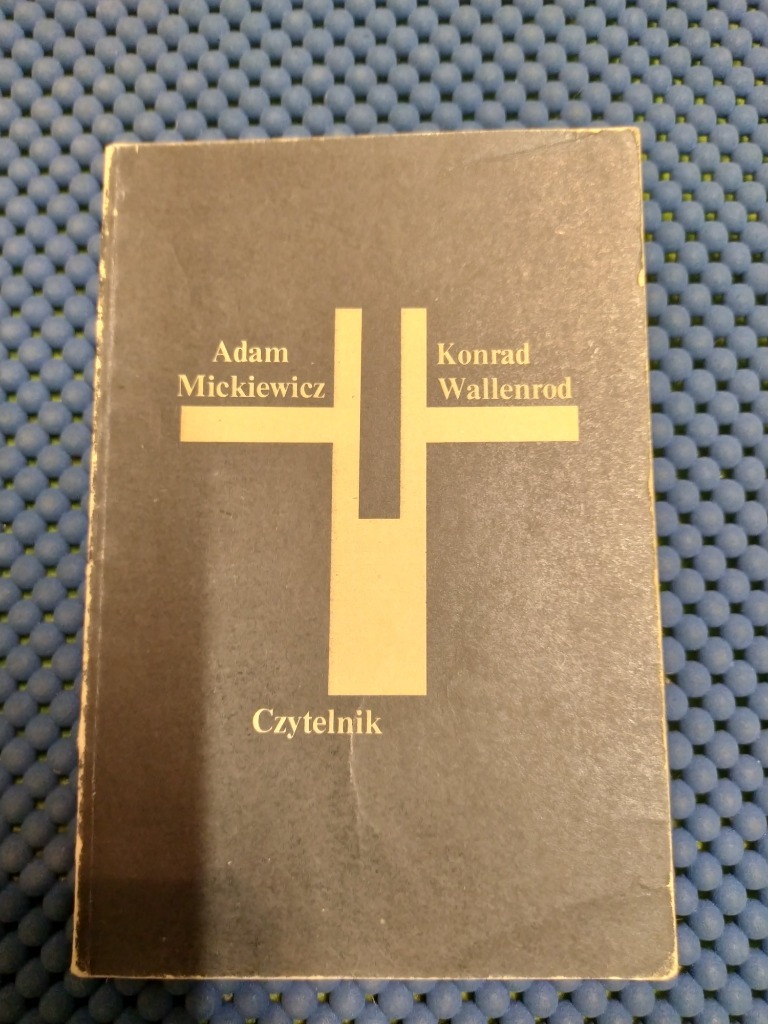 Adam
Mickiewicz
Konrad
Wallenrod
Czytelnik